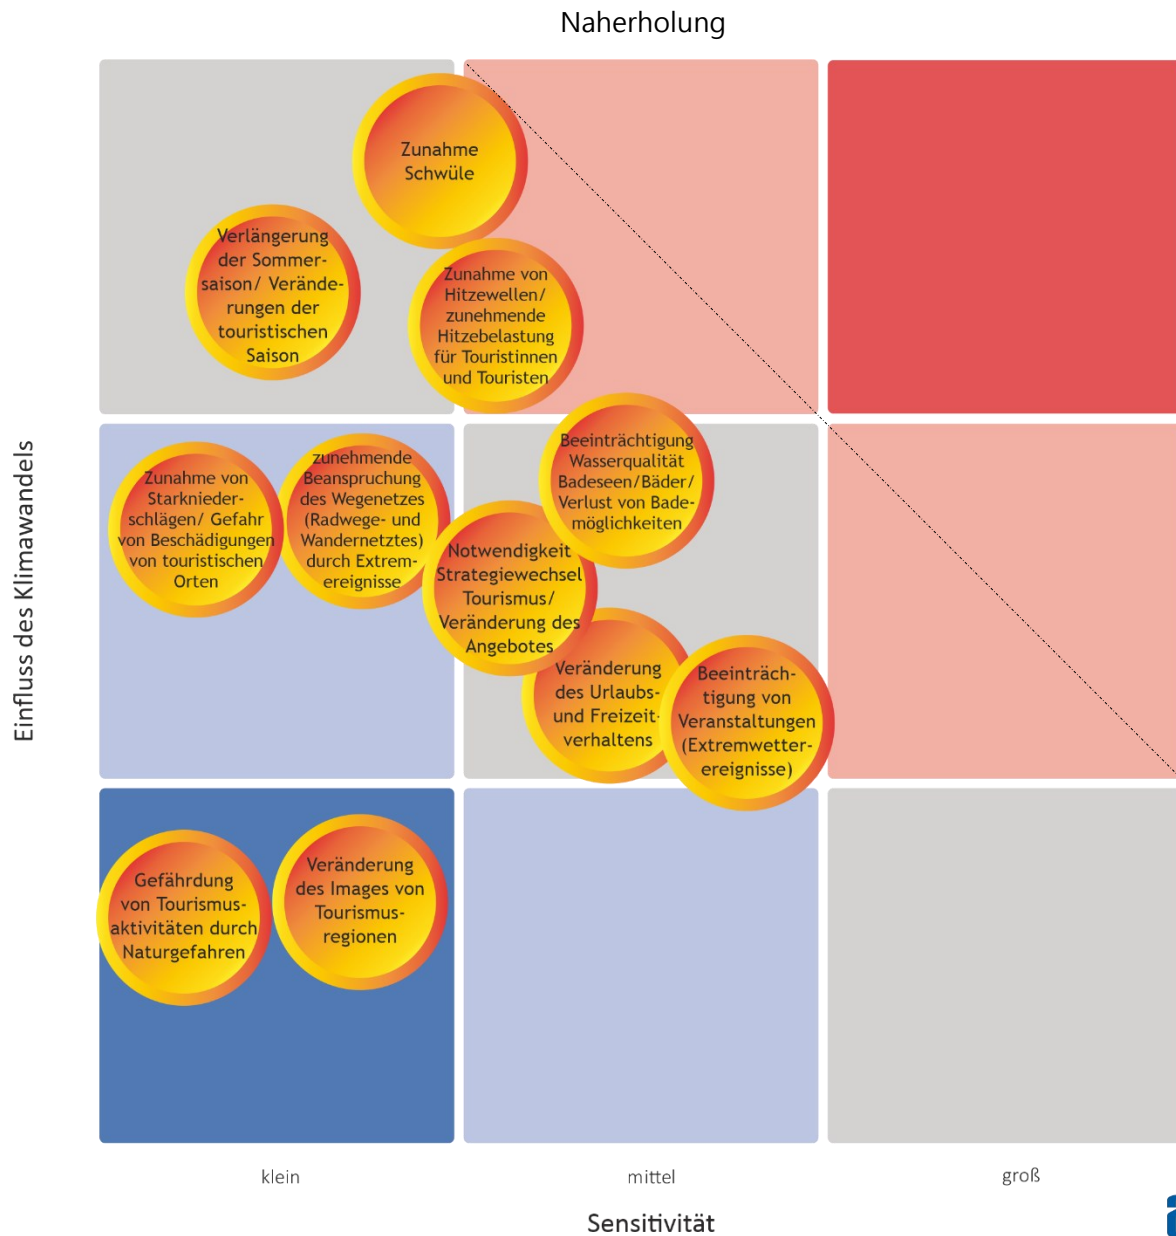 Naherholung
Zunahme
Schwüle
Verlängerung
der Sommer-
saison/ Verände-
rungen der
touristischen
Saison
Zunahme von
Hitzewellen/
zunehmende
Hitzebelastung
für Touristinnen
und Touristen
Einfluss des Klimawandels
Zunahme von
Starknieder-
schlägen/ Gefahr
von Beschädigungen
von touristischen
Orten
zunehmende
Beanspruchung
des Wegenetzes
(Radwege- und
Wandernetztes)
durch Extrem-
ereignisse
Beeinträchtigung
Wasserqualität
Badeseen/Bäder/
Verlust von Bade-
möglichkeiten
Notwendigkeit
Strategiewechsel
Tourismus/
Veränderung des
Angebotes
Veränderung
des Urlaubs-
und Freizeit-
verhaltens
Beeinträch-
tigung von
Veranstaltungen
(Extremwetter-
ereignisse)
Gefährdung
von Tourismus-
aktivitäten durch
Naturgefahren
Veränderung
des Images von
Tourismus-
regionen
klein
mittel
groß
Sensitivität